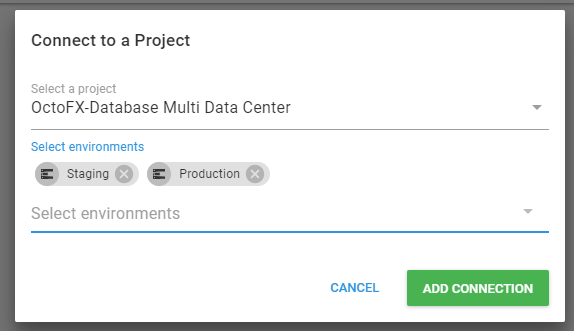 Connect to a Project
Select a project
OctoFX-Database Multi Data Center
Select environments
Staging Production
Select environments
CANCEL ADD CONNECTION